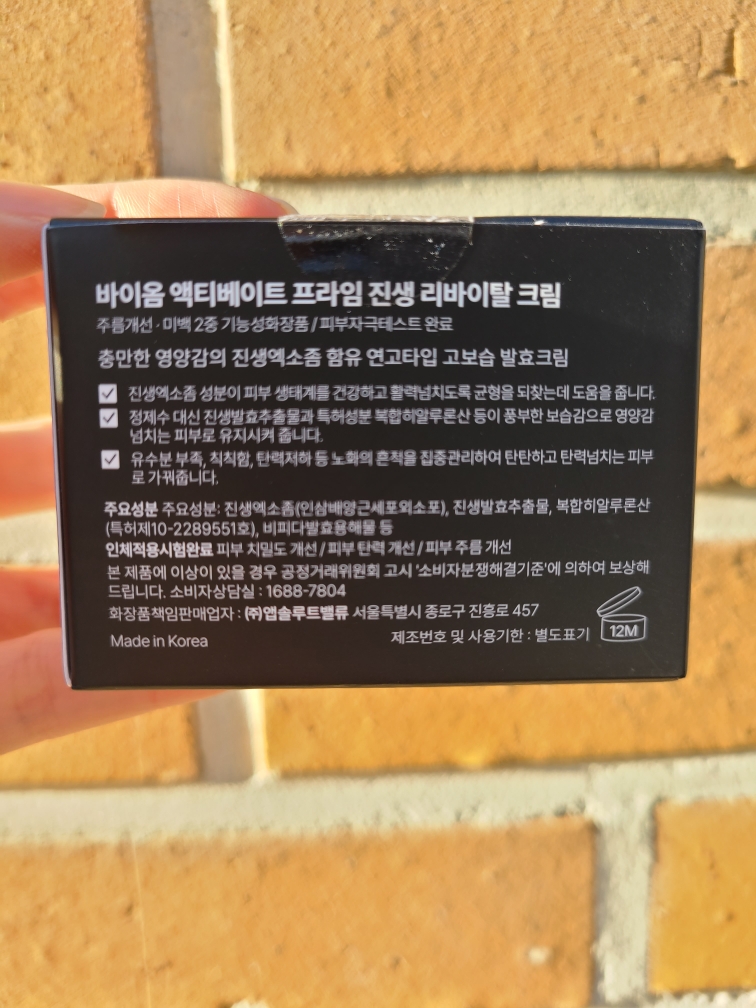 바이옴 액티베이트 프라임 진생 리바이탈 크림
주름개선 · 미백 2중 기능성화장품 / 피부자극테스트 완료
충만한 영양감의 진생엑소좀 함유 연고타입 고보습 발효크림
진생엑소좀 성분이 피부 생태계를 건강하고 활력넘치도록 균형을 되찾는데 도움을 줍니다.
정제수 대신 진생발효추출물과 특허성분 복합히알루론산 등이 풍부한 보습감으로 영양감
넘치는 피부로 유지시켜 줍니다.
유수분 부족, 칙칙함, 탄력저하 등 노화의 흔적을 집중관리하여 탄탄하고 탄력넘치는 피부
로 가꿔줍니다.
주요성분 주요성분: 진생엑소좀(인삼배양근세포외소포), 진생발효추출물, 복합히알루론산
(특허제10-2289551호), 비피다발효용해물 등
인체적용시험완료 피부 치밀도 개선 / 피부 탄력 개선 / 피부 주름 개선
본 제품에 이상이 있을 경우 공정거래위원회 고시 '소비자분쟁해결기준'에 의하여 보상해
드립니다. 소비자상담실 : 1688-7804
화장품책임판매업자 : ㈜앱솔루트밸류 서울특별시 종로구 진흥로 457
Made in Korea
제조번호 및 사용기한 : 별도표기
12M